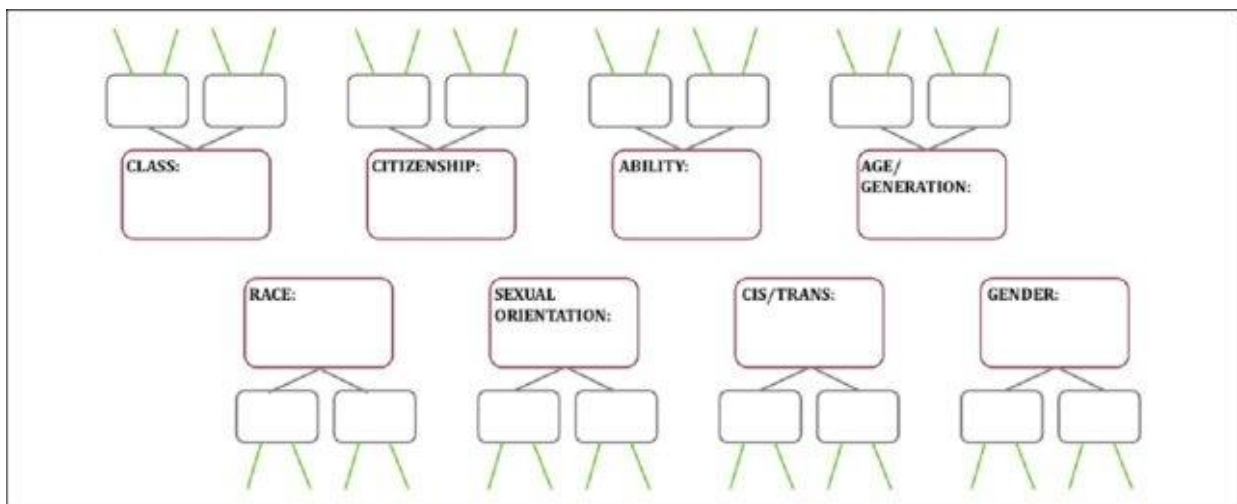 CLASS:
CITIZENSHIP:
ABILITY:
AGE/
GENERATION:
RACE:
SEXUAL
ORIENTATION:
CIS/TRANS:
GENDER: